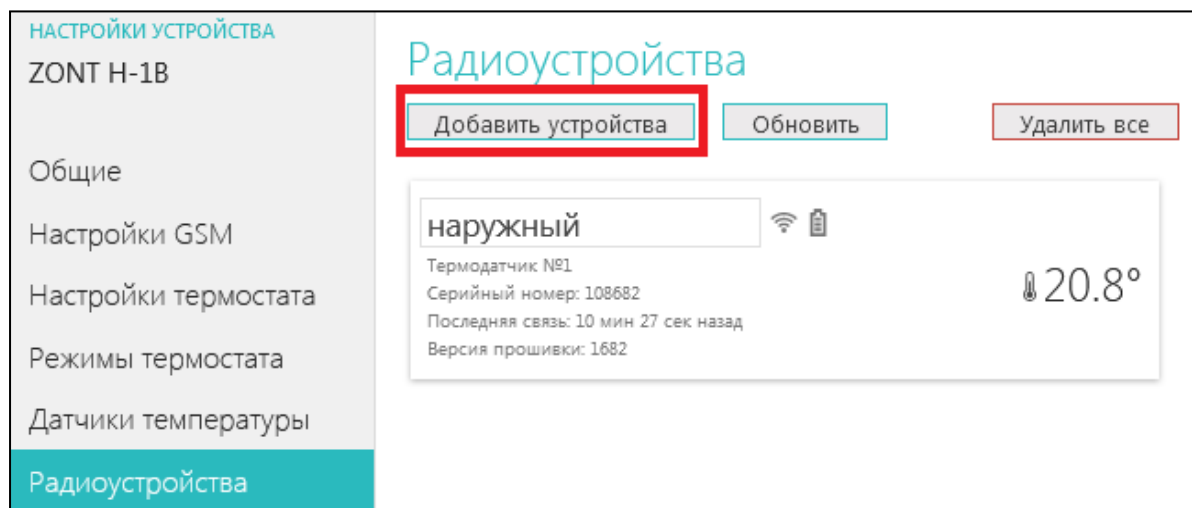 НАСТРОЙКИ УСТРОЙСТВА
ZONT H-1B
Общие
Настройки GSM
Настройки термостата
Режимы термостата
Датчики температуры
Радиоустройства
Радиоустройства
Добавить устройства Обновить Удалить все
наружный
Термодатчик №1
Серийный номер: 108682
Последняя связь: 10 мин 27 сек назад
Версия прошивки: 1682
20.8°